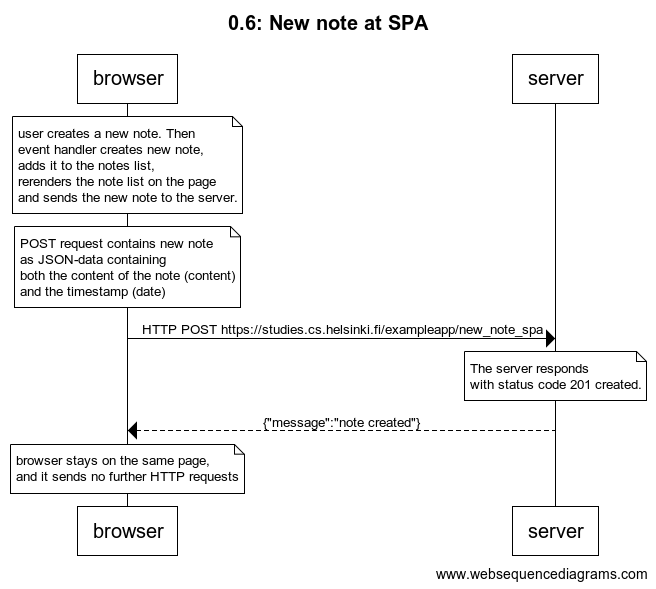 0.6: New note at SPA
browser
server
user creates a new note. Then
event handler creates new note,
adds it to the notes list,
rerenders the note list on the page
and sends the new note to the server.
POST request contains new note
as JSON-data containing
both the content of the note (content)
and the timestamp (date)
HTTP POST https://studies.cs.helsinki.fi/exampleapp/new_note_spa
The server responds
with status code 201 created.
{"message":"note created"}
browser stays on the same page,
and it sends no further HTTP requests
browser
server
www.websequencediagrams.com